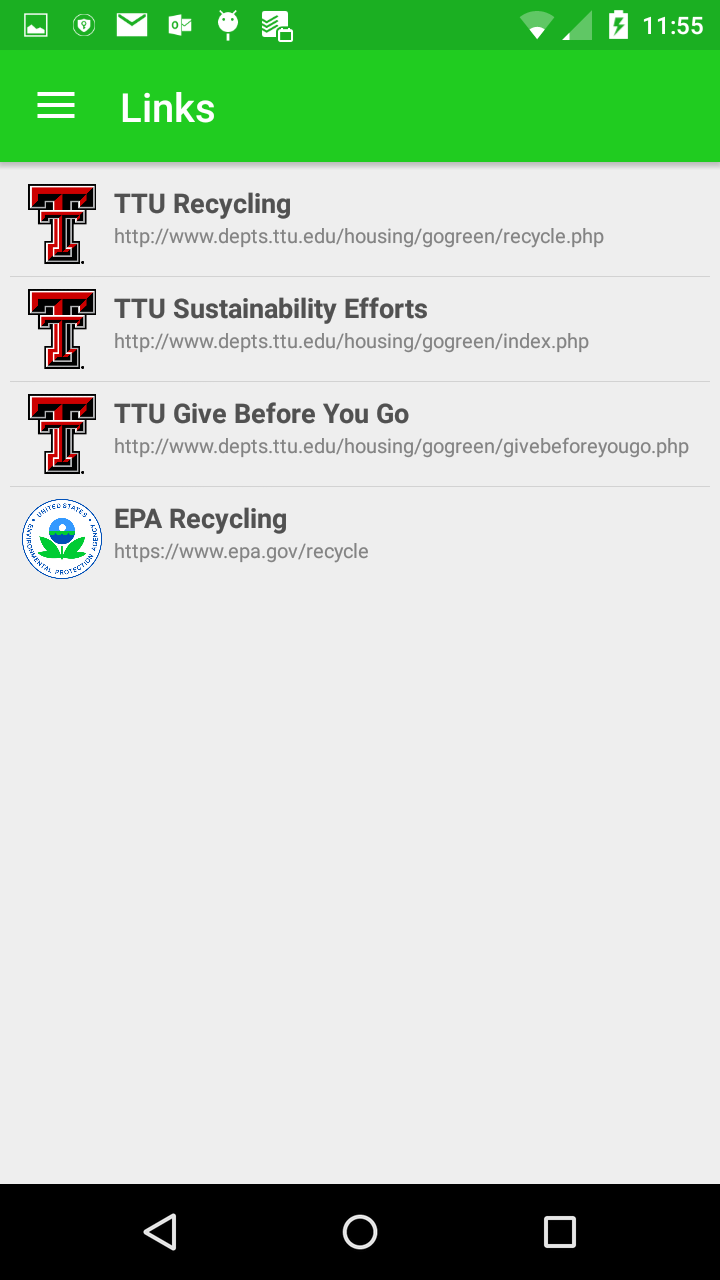 11:55
Links
TTU Recycling
http://www.depts.ttu.edu/housing/gogreen/recycle.php
TTU Sustainability Efforts
http://www.depts.ttu.edu/housing/gogreen/index.php
TTU Give Before You Go
http://www.depts.ttu.edu/housing/gogreen/givebeforeyougo.php
UNITED STATES
ENVIRONMENTAL PROTECTION AGENCY
EPA Recycling
https://www.epa.gov/recycle